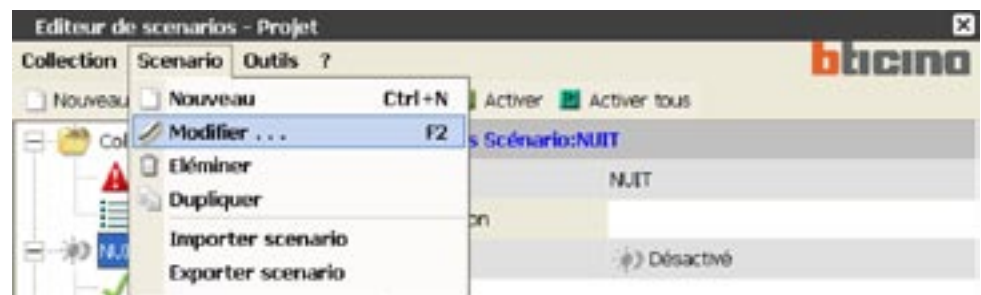 Editeur de scenarios - Projet
Collection Scenario Outils ?
bticino
Nouveau Activer Activer tous
Nouveau Ctrl+N
Modifier . . . F2
s Scénario:NUIT
Eléminer
NUIT
Dupliquer
Importer scenario
Désactivé
Exporter scenario